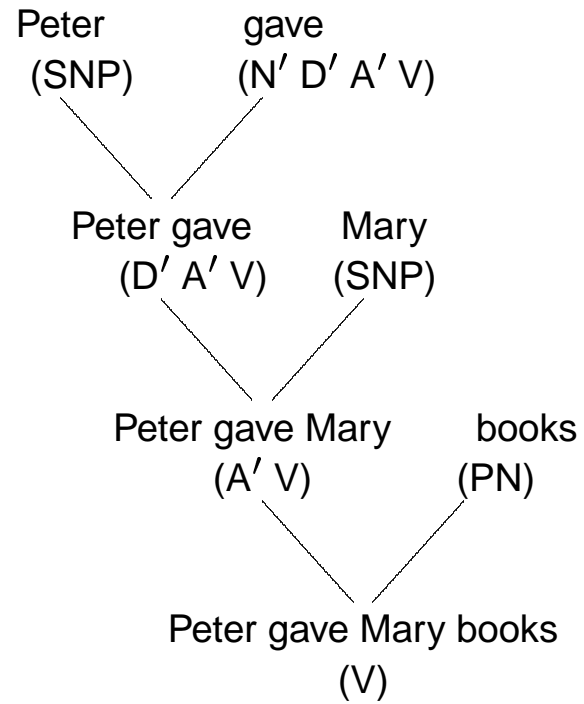 Peter gave
(SNP) (N′ D′ A′ V)
Peter gave Mary
(D′ A′ V) (SNP)
Peter gave Mary books
(A′ V) (PN)
Peter gave Mary books
(V)